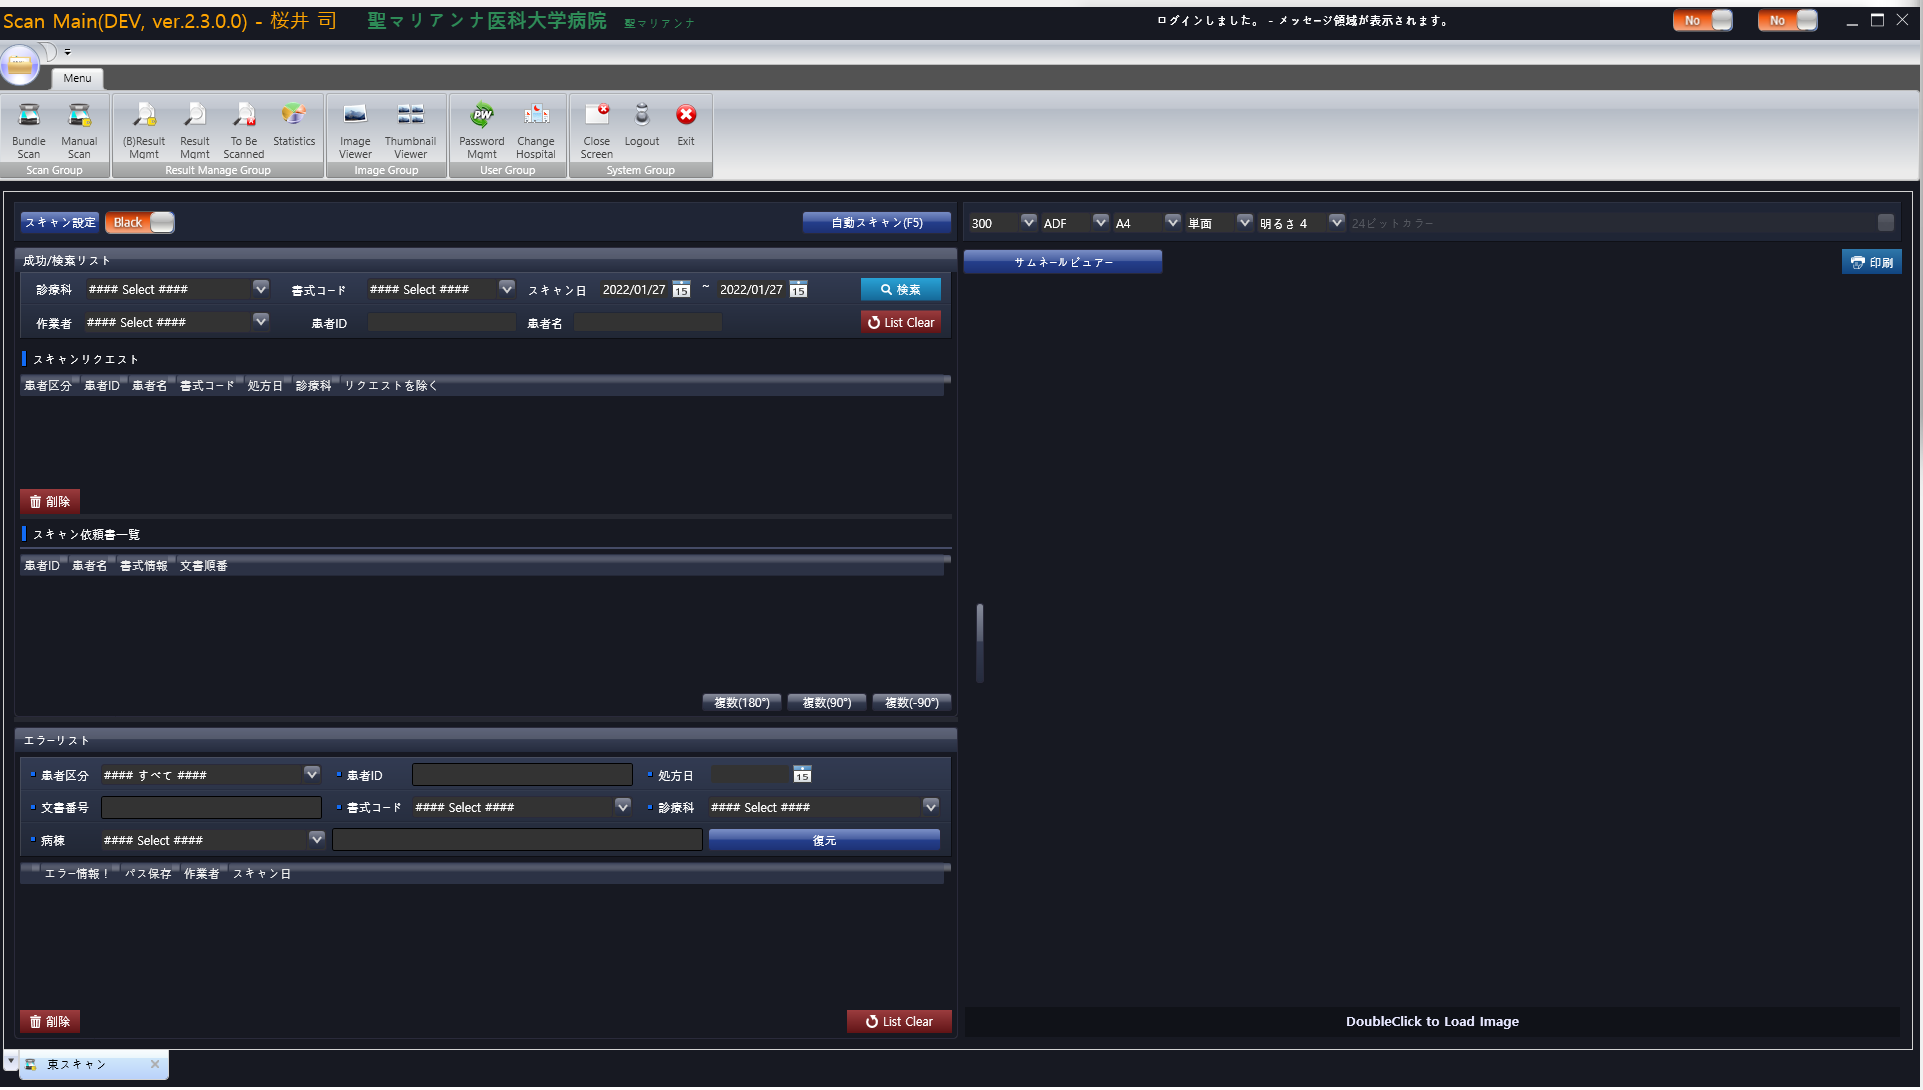 Scan Main(DEV, ver.2.3.0.0) - 桜井 司 聖マリアンナ医科大学病院 聖マリアンナ ログインしました。 - メッセージ領域が表示されます。 No No
Menu
Bundle Scan Manual Scan (B)Result Mgmt Result Mgmt To Be Scanned Statistics Image Viewer Thumbnail Viewer Password Mgmt Change Hospital Close Screen Logout Exit
Scan Group Result Manage Group Image Group User Group System Group
スキャン設定 Black 自動スキャン(F5) 300 ADF A4 単面 明るさ 4 24ビットカラー
成功/検索リスト サムネールビュアー 印刷
診療科 #### Select #### 書式コード #### Select #### スキャン日 2022/01/27 15 ~ 2022/01/27 15 検索
作業者 #### Select #### 患者ID 患者名 List Clear
スキャンリクエスト
患者区分 患者ID 患者名 書式コード 処方日 診療科 リクエストを除く
削除
スキャン依頼書一覧
患者ID 患者名 書式情報 文書順番
複数(180°) 複数(90°) 複数(-90°)
エラーリスト
患者区分 #### すべて #### 患者ID 処方日 15
文書番号 書式コード #### Select #### 診療科 #### Select ####
病棟 #### Select #### 復元
エラー情報！ パス保存 作業者 スキャン日
削除 List Clear DoubleClick to Load Image
束スキャン